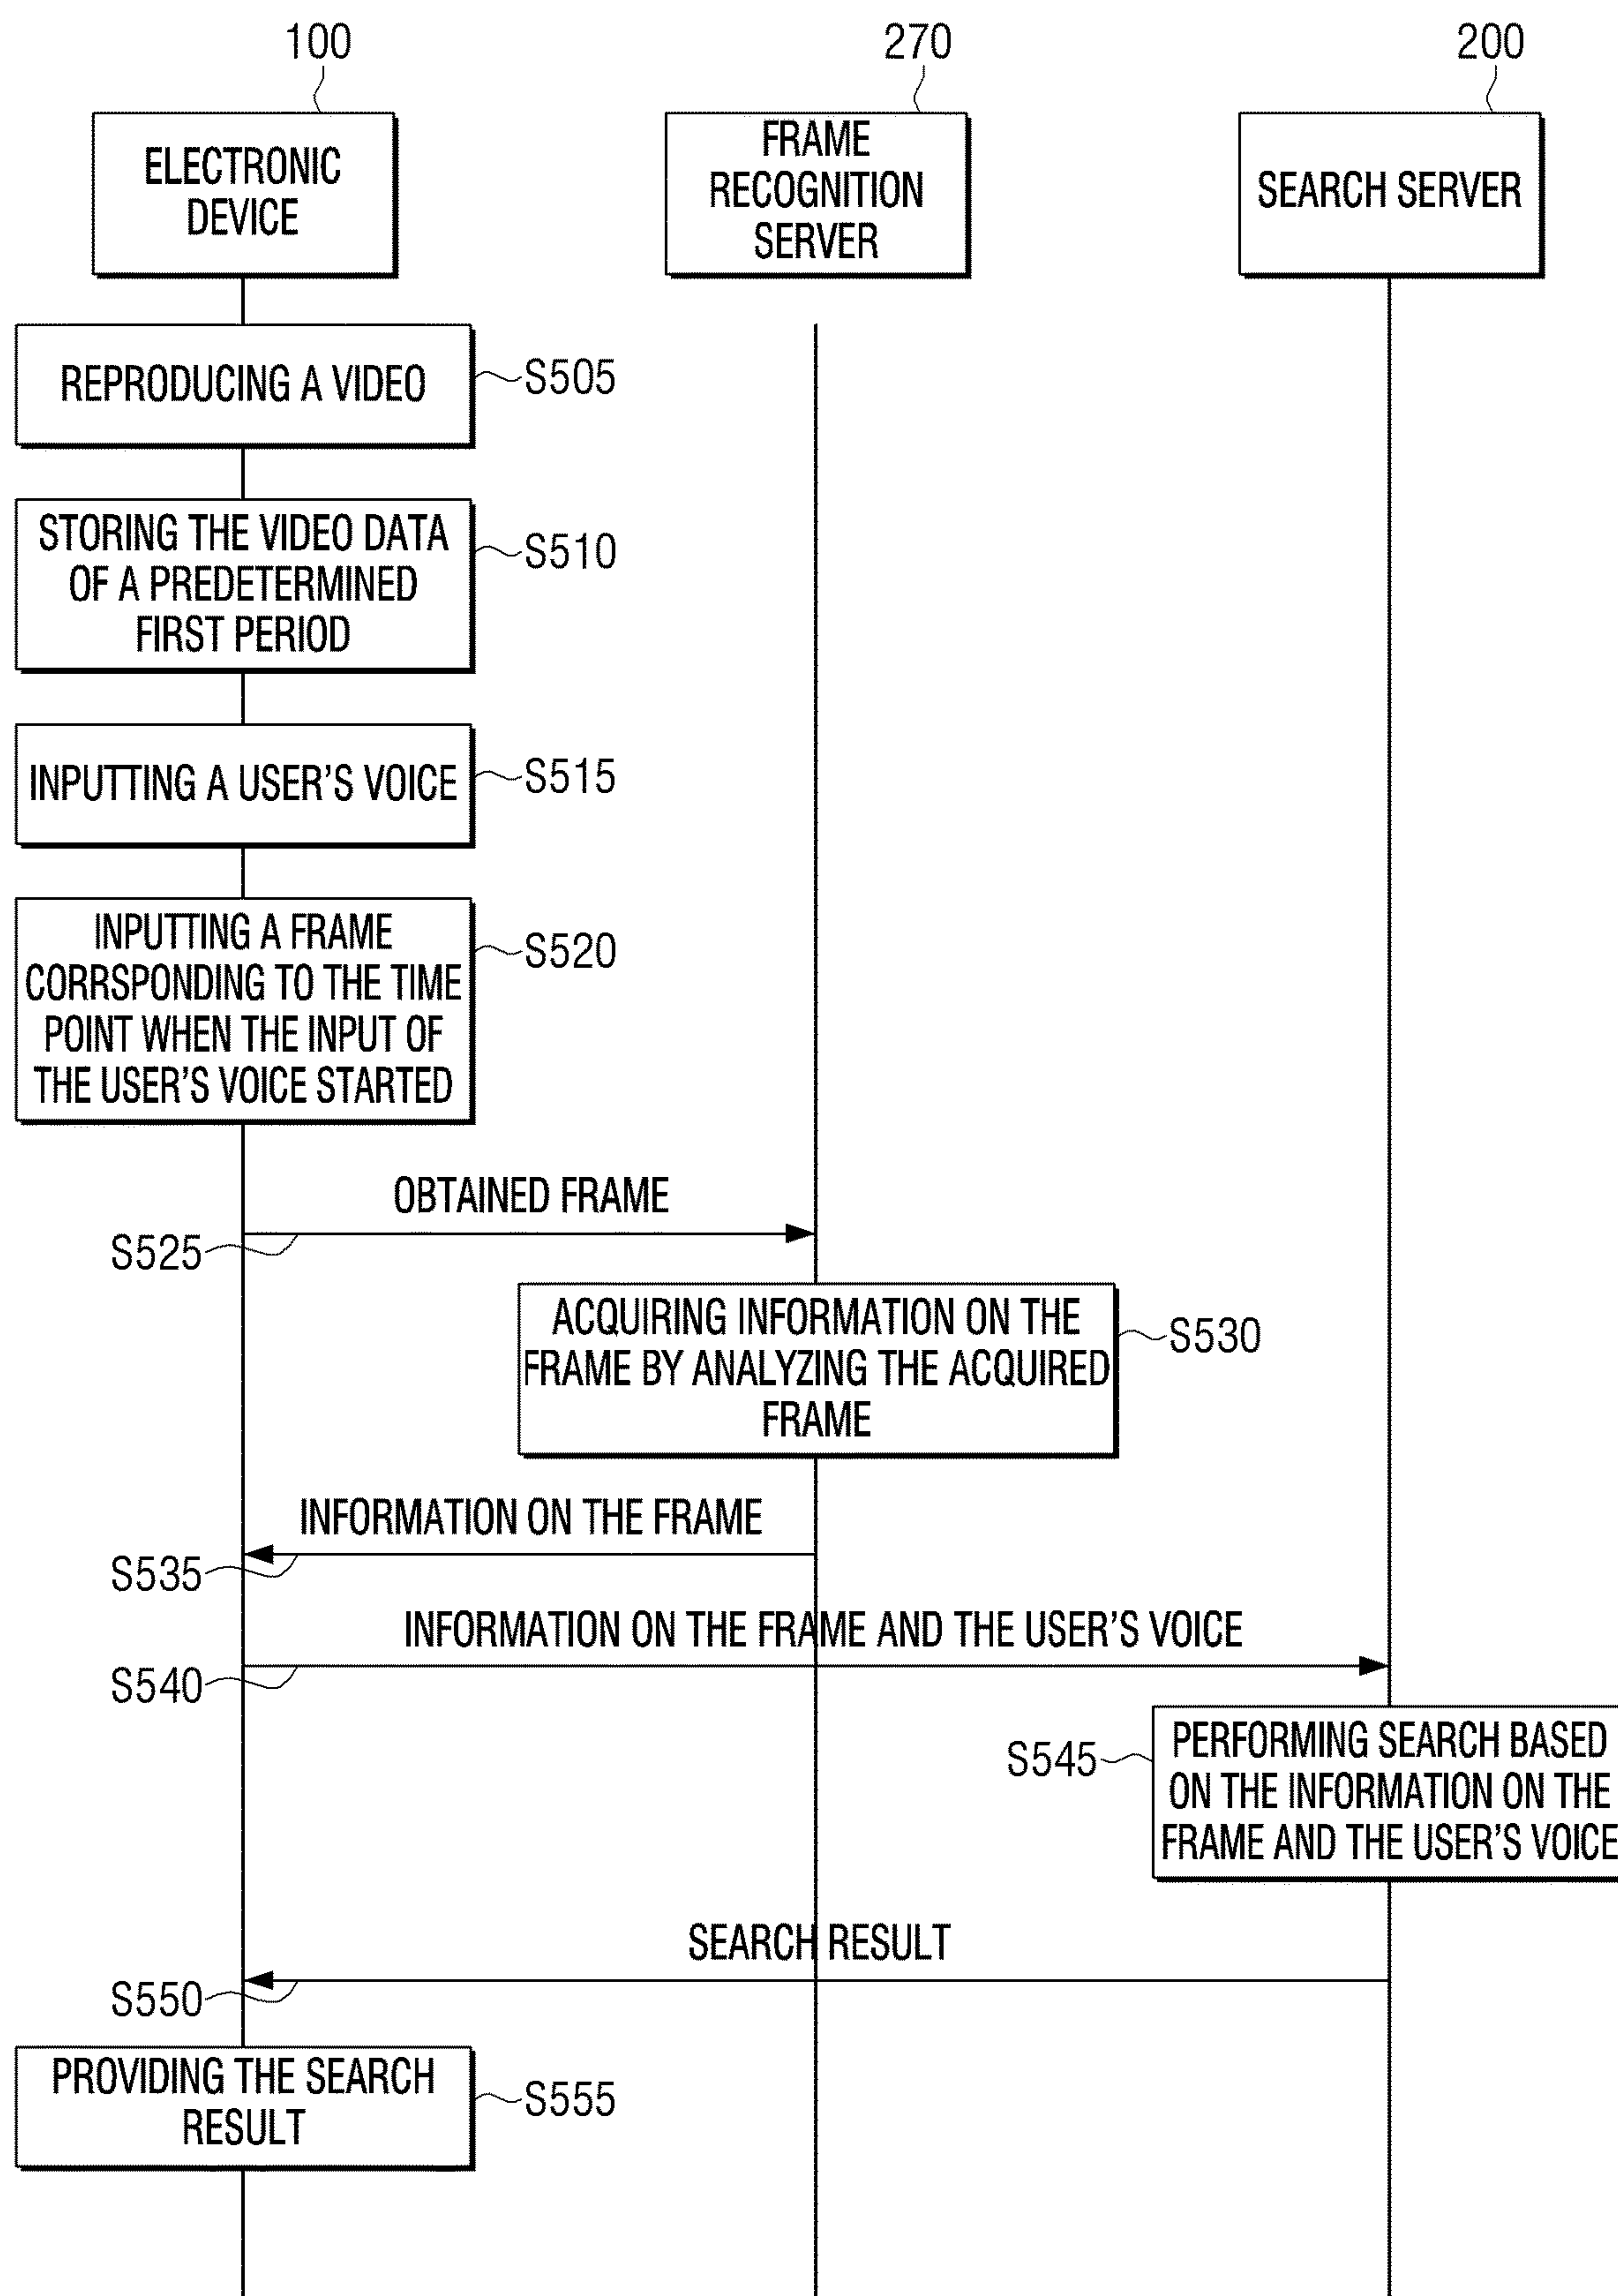 100
270
200
ELECTRONIC
DEVICE
FRAME
RECOGNITION
SERVER
SEARCH SERVER
REPRODUCING A VIDEO
S505
STORING THE VIDEO DATA
OF A PREDETERMINED
FIRST PERIOD
S510
INPUTTING A USER'S VOICE
S515
INPUTTING A FRAME
CORRSPONDING TO THE TIME
POINT WHEN THE INPUT OF
THE USER'S VOICE STARTED
S520
OBTAINED FRAME
S525
ACQUIRING INFORMATION ON THE
FRAME BY ANALYZING THE ACQUIRED
FRAME
S530
INFORMATION ON THE FRAME
S535
INFORMATION ON THE FRAME AND THE USER'S VOICE
S540
S545
PERFORMING SEARCH BASED
ON THE INFORMATION ON THE
FRAME AND THE USER'S VOICE
SEARCH RESULT
S550
PROVIDING THE SEARCH
RESULT
S555